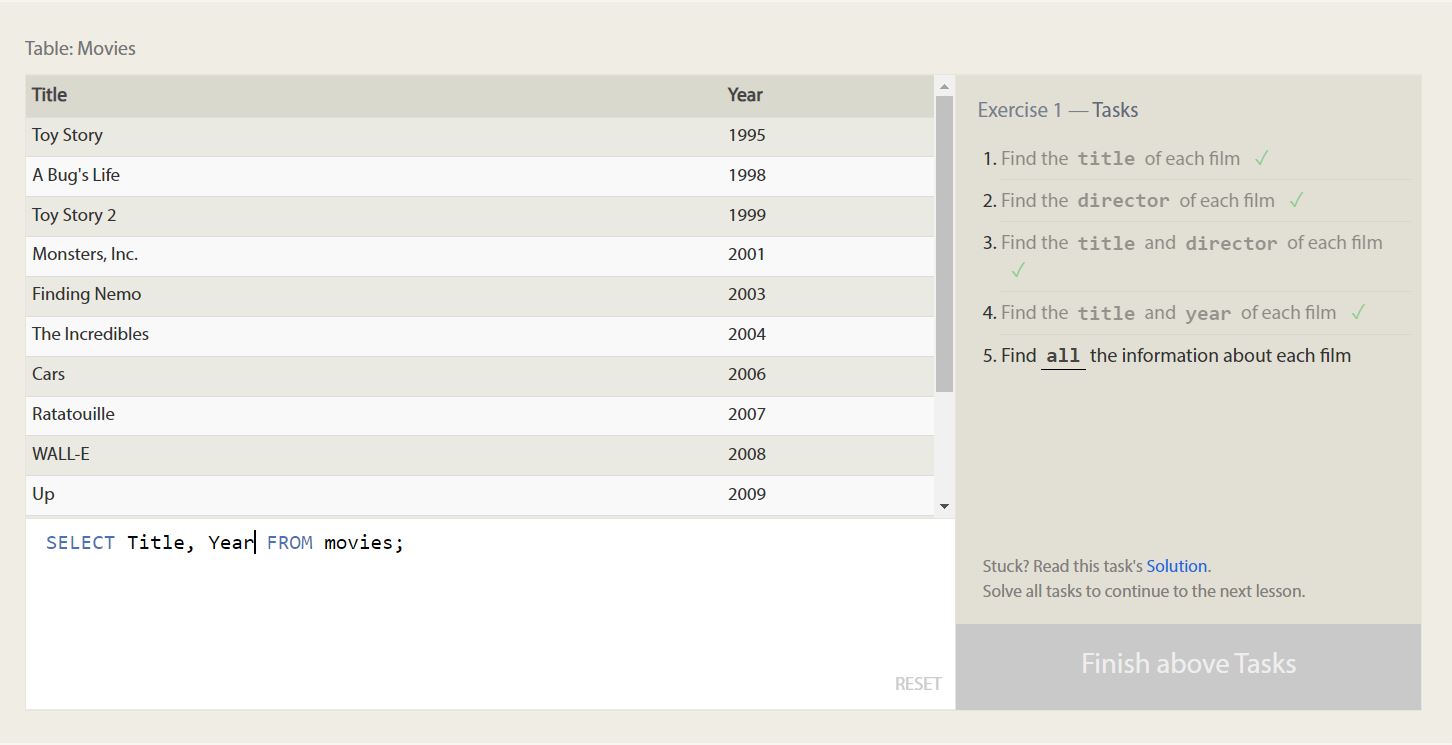 Table: Movies
Title Year
Toy Story 1995
A Bug's Life 1998
Toy Story 2 1999
Monsters, Inc. 2001
Finding Nemo 2003
The Incredibles 2004
Cars 2006
Ratatouille 2007
WALL-E 2008
Up 2009
SELECT Title, Year FROM movies;
RESET
Exercise 1 — Tasks
1. Find the title of each film ✓
2. Find the director of each film ✓
3. Find the title and director of each film
✓
4. Find the title and year of each film ✓
5. Find all the information about each film
Stuck? Read this task's Solution.
Solve all tasks to continue to the next lesson.
Finish above Tasks